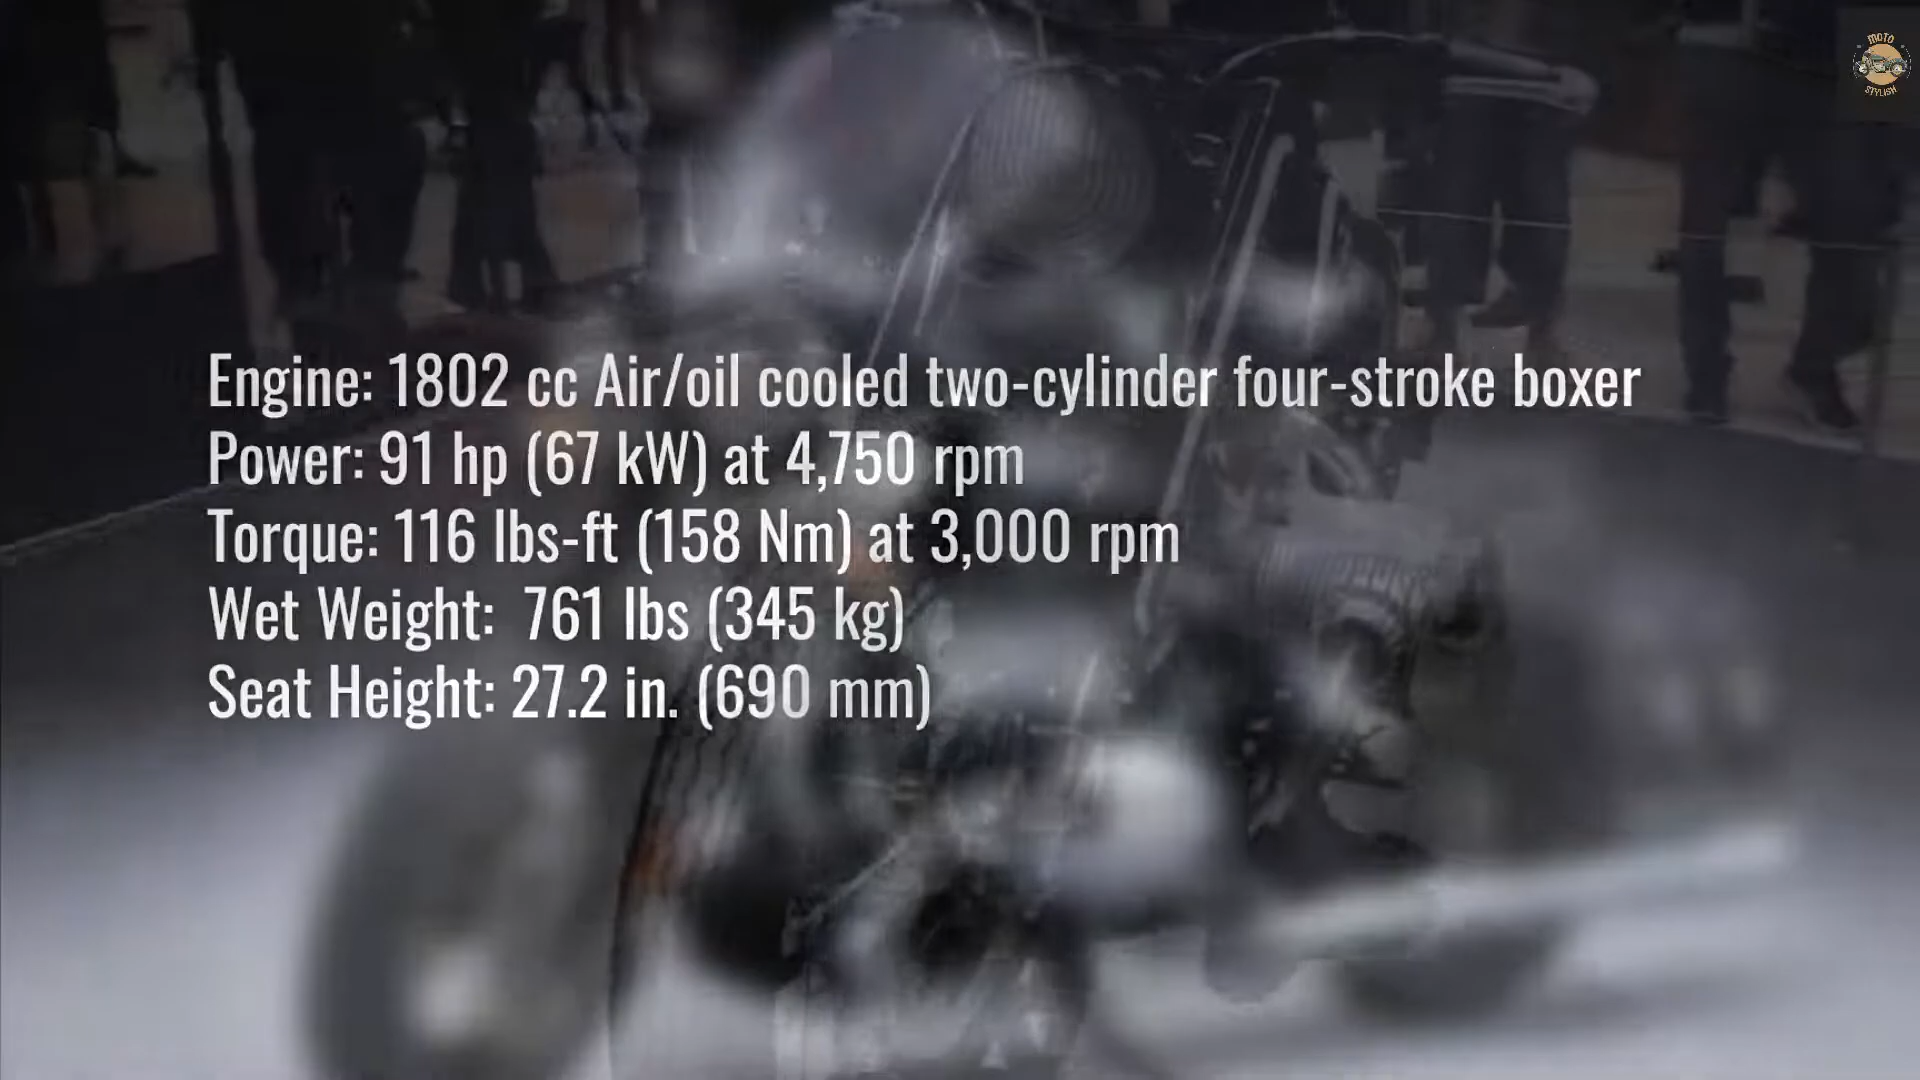 MOTO
STYLISH
Engine: 1802 cc Air/oil cooled two-cylinder four-stroke boxer
Power: 91 hp (67 kW) at 4,750 rpm
Torque: 116 lbs-ft (158 Nm) at 3,000 rpm
Wet Weight:  761 lbs (345 kg)
Seat Height: 27.2 in. (690 mm)